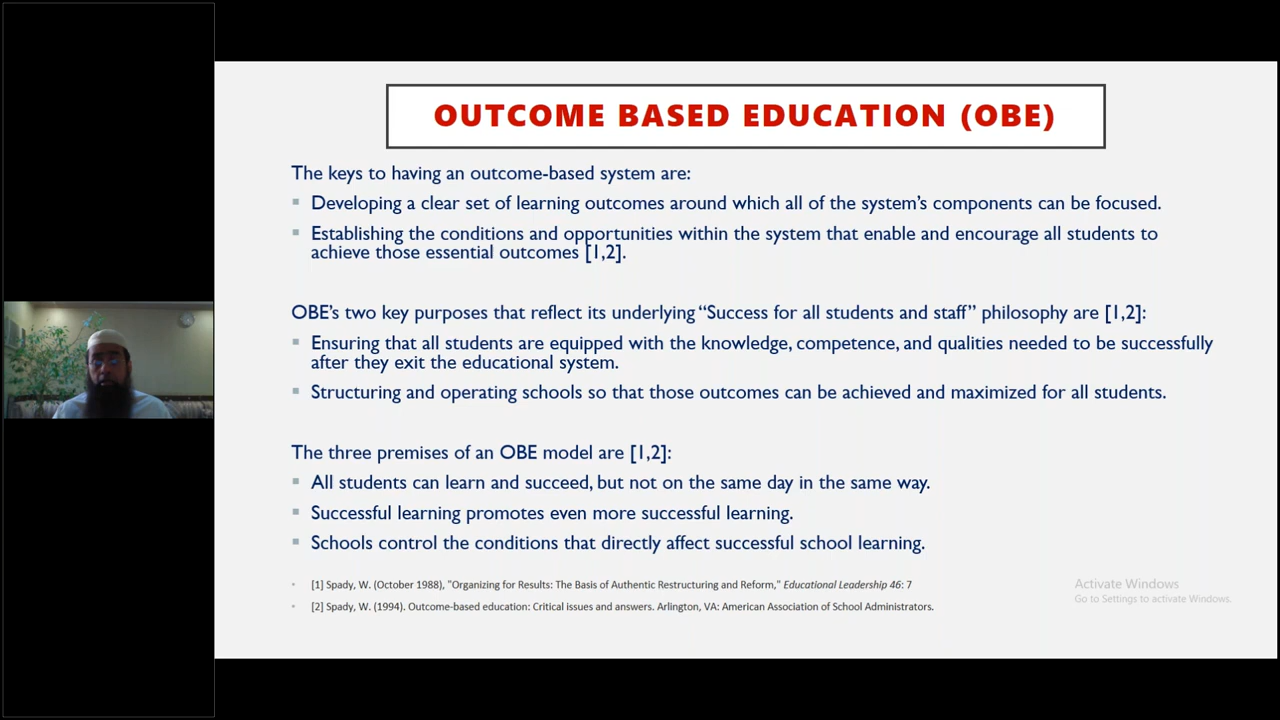 OUTCOME BASED EDUCATION (OBE)
The keys to having an outcome-based system are:
▪ Developing a clear set of learning outcomes around which all of the system's components can be focused.
▪ Establishing the conditions and opportunities within the system that enable and encourage all students to
achieve those essential outcomes [1,2].
OBE's two key purposes that reflect its underlying “Success for all students and staff” philosophy are [1,2]:
▪ Ensuring that all students are equipped with the knowledge, competence, and qualities needed to be successfully
after they exit the educational system.
▪ Structuring and operating schools so that those outcomes can be achieved and maximized for all students.
The three premises of an OBE model are [1,2]:
▪ All students can learn and succeed, but not on the same day in the same way.
▪ Successful learning promotes even more successful learning.
▪ Schools control the conditions that directly affect successful school learning.
▪ [1] Spady, W. (October 1988), "Organizing for Results: The Basis of Authentic Restructuring and Reform," Educational Leadership 46: 7
▪ [2] Spady, W. (1994). Outcome-based education: Critical issues and answers. Arlington, VA: American Association of School Administrators.
Activate Windows
Go to Settings to activate Windows.